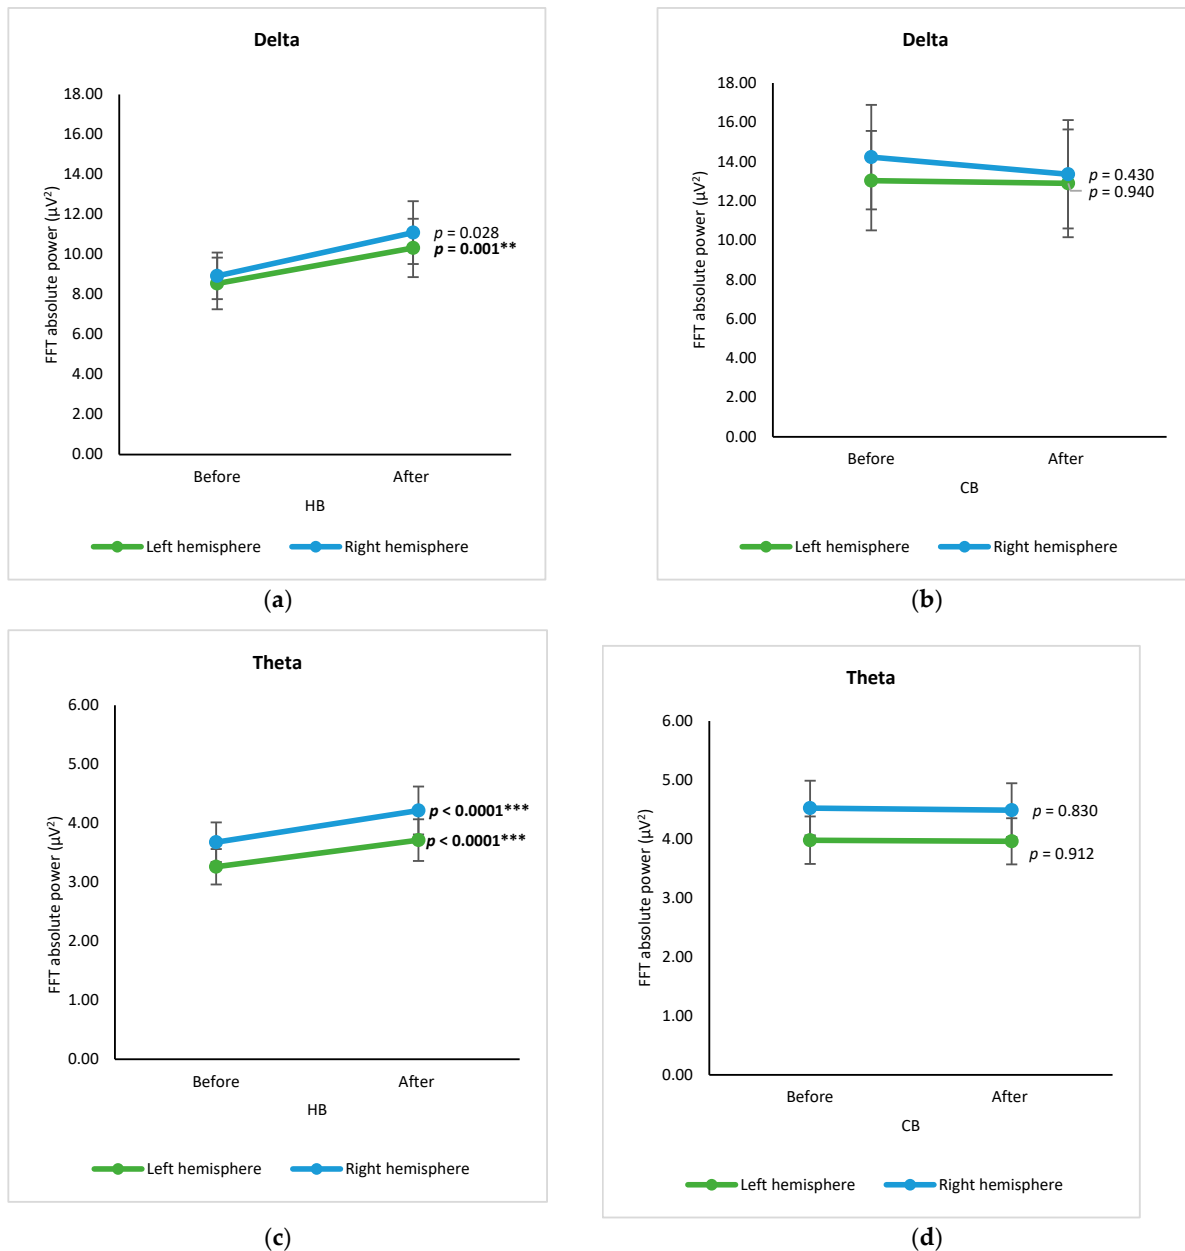 Delta
18.00
16.00
14.00
12.00
10.00
8.00
6.00
4.00
2.00
0.00
FFT absolute power (µV²)
p = 0.028
p = 0.001**
Before After
HB
Left hemisphere Right hemisphere
(a)
Delta
18.00
16.00
14.00
12.00
10.00
8.00
6.00
4.00
2.00
0.00
FFT absolute power (µV²)
p = 0.430
p = 0.940
Before After
CB
Left hemisphere Right hemisphere
(b)
Theta
6.00
5.00
4.00
3.00
2.00
1.00
0.00
FFT absolute power (µV²)
p < 0.0001***
p < 0.0001***
Before After
HB
Left hemisphere Right hemisphere
(c)
Theta
6.00
5.00
4.00
3.00
2.00
1.00
0.00
FFT absolute power (µV²)
p = 0.830
p = 0.912
Before After
CB
Left hemisphere Right hemisphere
(d)